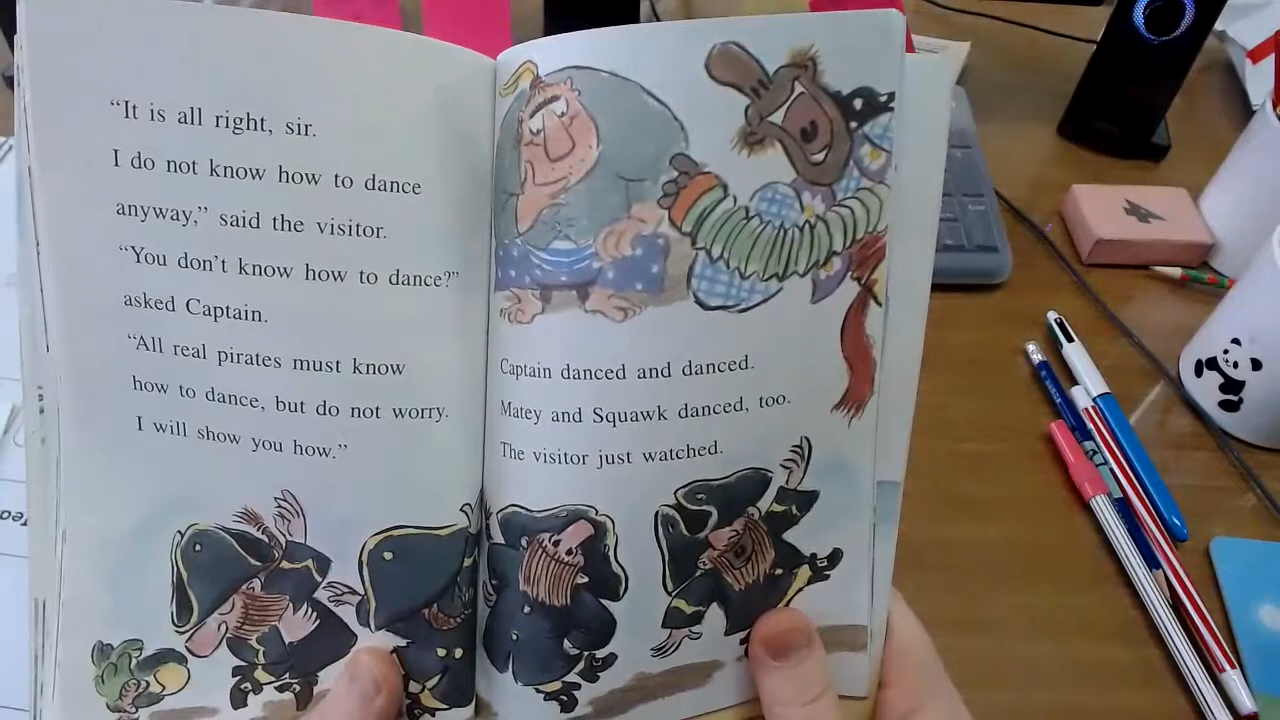 "It is all right, sir.
I do not know how to dance
anyway," said the visitor.
"You don't know how to dance?"
asked Captain.
"All real pirates must know
how to dance, but do not worry.
I will show you how."
Captain danced and danced.
Matey and Squawk danced, too.
The visitor just watched.